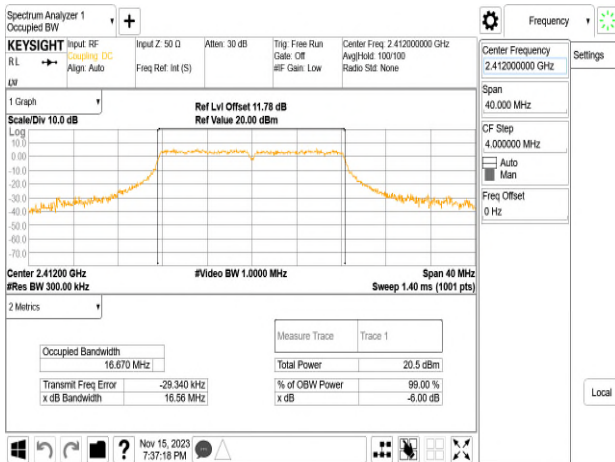 Spectrum Analyzer 1
Occupied BW
+
Frequency
KEYSIGHT
RL
Input: RF
Coupling: DC
Align: Auto
Input Z: 50 Ω
Freq Ref: Int (S)
Atten: 30 dB
Trig: Free Run
Gate: Off
#IF Gain: Low
Center Freq: 2.412000000 GHz
Avg|Hold: 100/100
Radio Std: None
Center Frequency
2.412000000 GHz
Settings
Span
40.000 MHz
CF Step
4.000000 MHz
Auto
Man
Freq Offset
0 Hz
Local
1 Graph
Scale/Div 10.0 dB
Ref Lvl Offset 11.78 dB
Ref Value 20.00 dBm
Log
10.0
0.00
-10.0
-20.0
-30.0
-40.0
-50.0
-60.0
-70.0
Center 2.41200 GHz
#Video BW 1.0000 MHz
Span 40 MHz
#Res BW 300.00 kHz
Sweep 1.40 ms (1001 pts)
2 Metrics
Measure Trace Trace 1
Occupied Bandwidth
16.670 MHz
Total Power 20.5 dBm
Transmit Freq Error -29.340 kHz
% of OBW Power 99.00 %
x dB Bandwidth 16.56 MHz
x dB -6.00 dB
?
Nov 15, 2023
7:37:18 PM